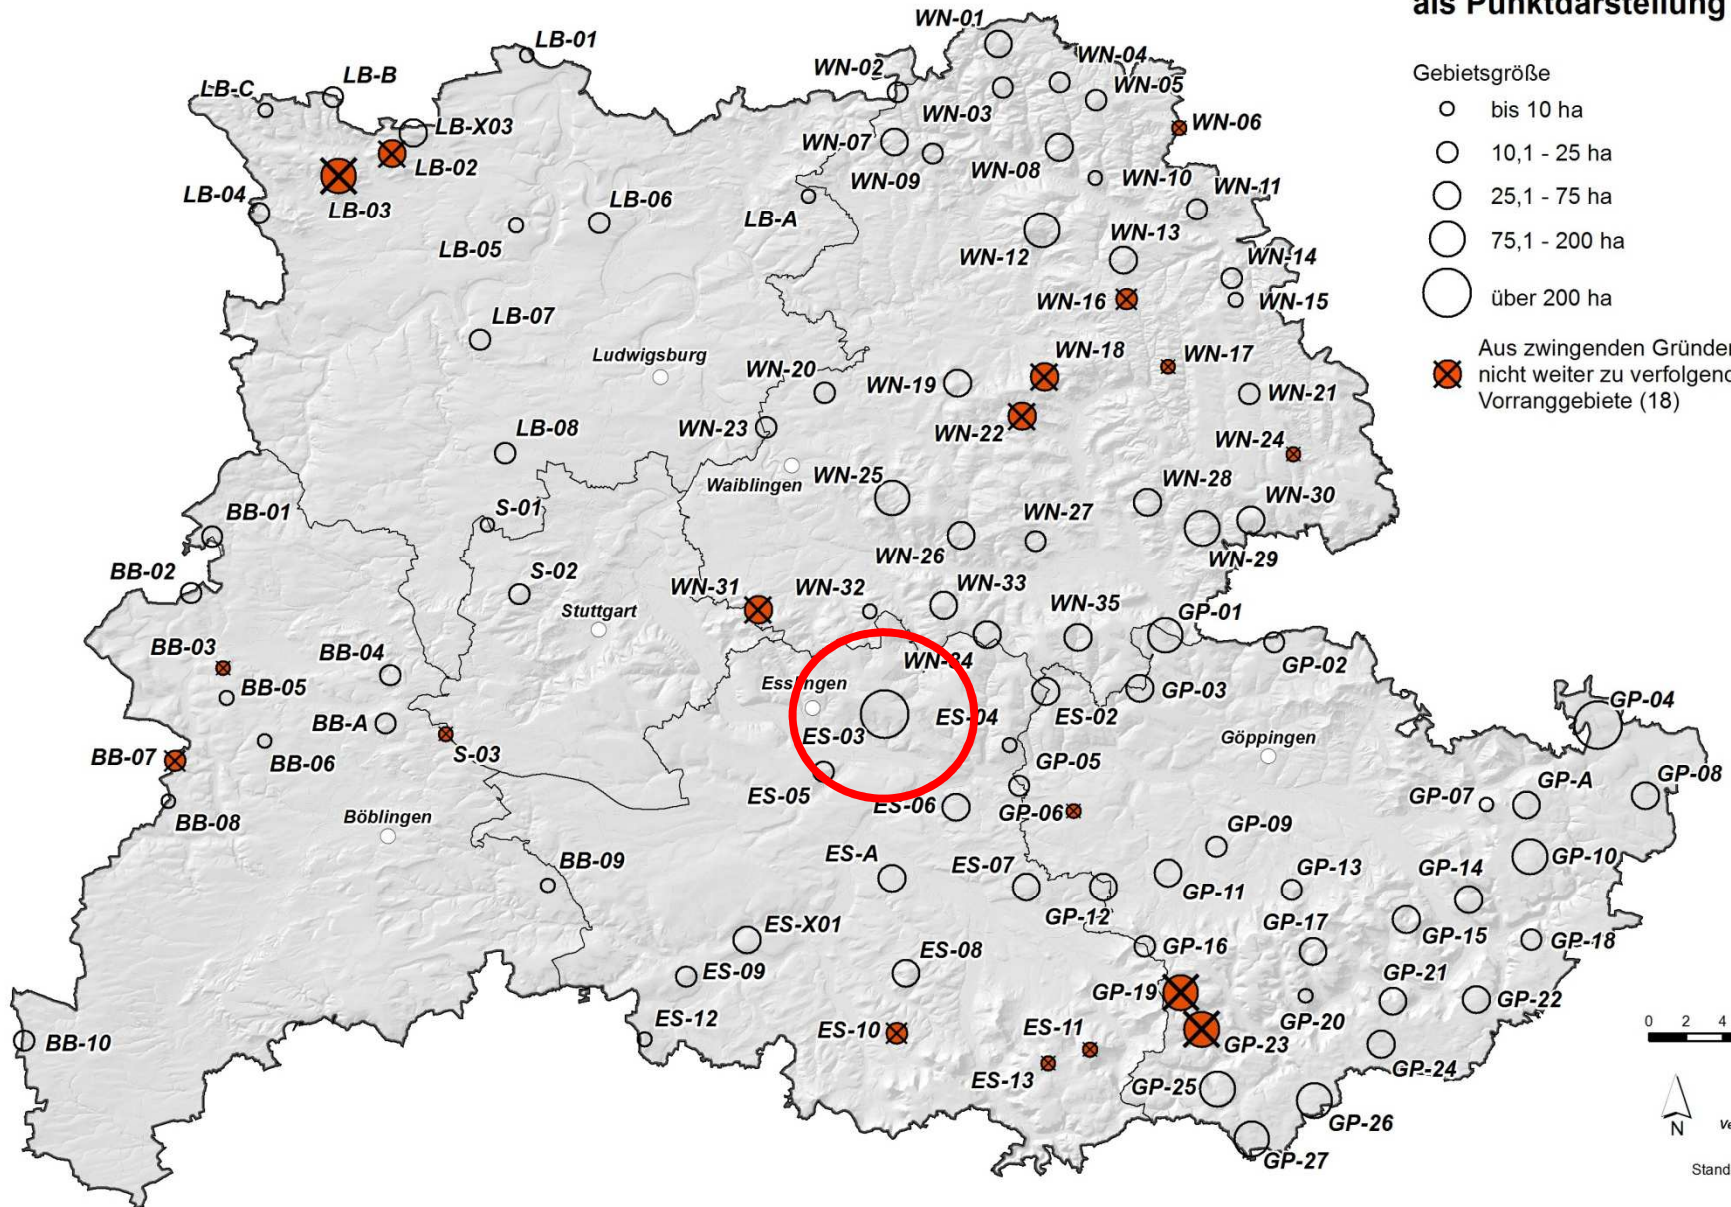 als Punktdarstellung
Gebietsgröße
bis 10 ha
10,1 - 25 ha
25,1 - 75 ha
75,1 - 200 ha
über 200 ha
Aus zwingenden
nicht weiter zu
Vorranggebiete (18)
WN-01
LB-01
WN-04
WN-02
LB-B
LB-C
WN-05
WN-03
LB-X03
WN-06
WN-07
LB-02
WN-09
WN-08
WN-10
WN-11
LB-03
LB-04
LB-06
LB-A
LB-05
WN-13
WN-12
WN-14
WN-16
WN-15
LB-07
WN-18
Ludwigsburg
WN-17
WN-20
WN-19
WN-21
LB-08
WN-23
WN-22
WN-24
WN-25
Waiblingen
WN-28
WN-30
S-01
BB-01
WN-27
WN-26
WN-29
BB-02
S-02
WN-31
WN-32
WN-33
Stuttgart
WN-35
GP-01
BB-03
BB-04
WN-34
GP-02
Esslingen
BB-05
GP-03
ES-02
GP-04
ES-04
BB-A
ES-03
Göppingen
S-03
BB-07
BB-06
GP-05
GP-A
GP-08
ES-05
ES-06
GP-07
BB-08
Böblingen
GP-06
GP-09
BB-09
ES-A
ES-07
GP-10
GP-14
GP-13
GP-11
GP-12
ES-X01
GP-17
GP-15
GP-18
ES-08
GP-16
ES-09
GP-21
GP-19
GP-22
GP-20
BB-10
ES-12
ES-10
ES-11
GP-23
0 2 4
GP-24
ES-13
GP-25
GP-26
N
GP-27
Stand